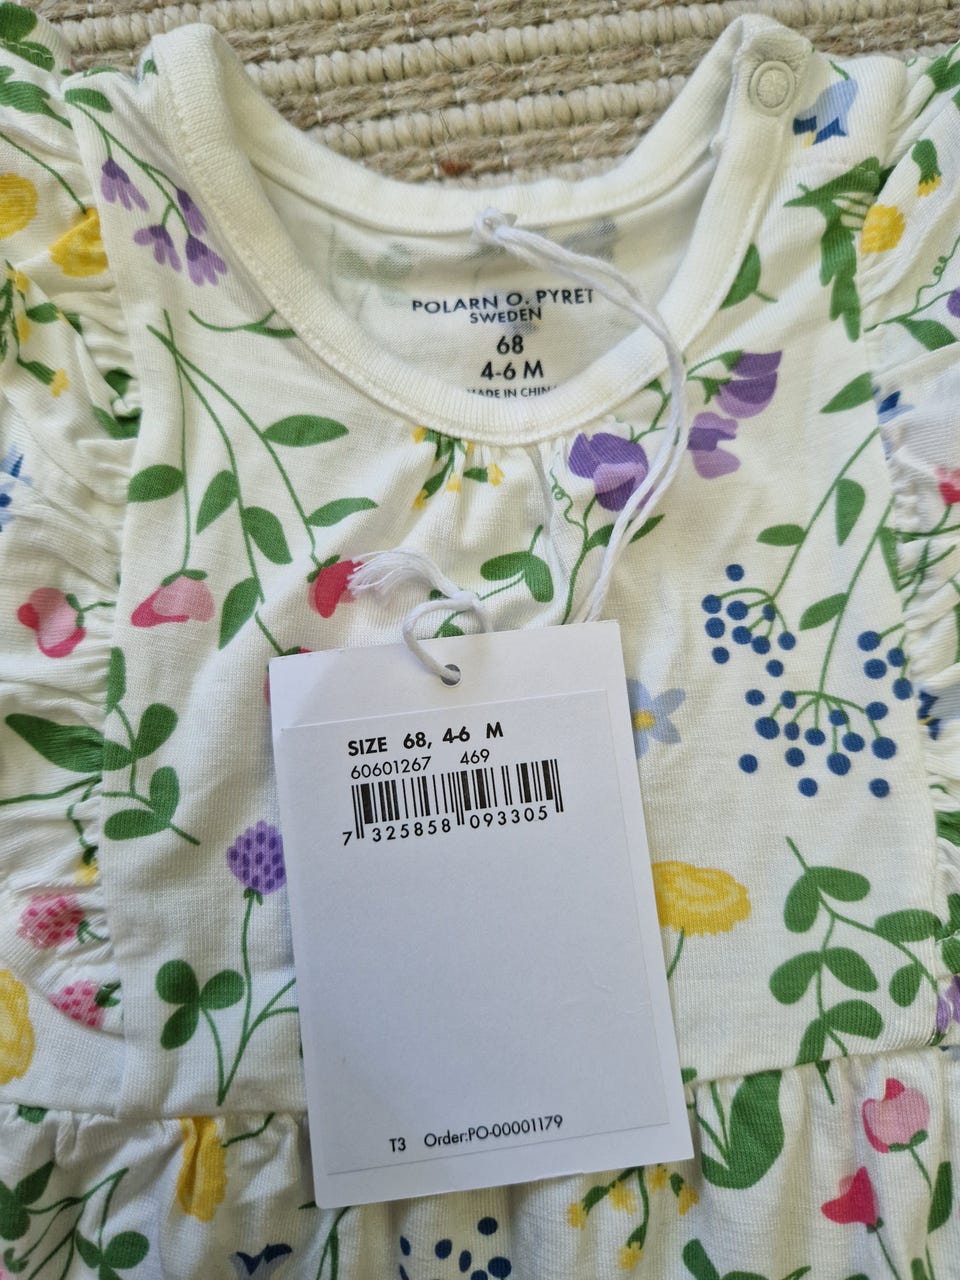 POLARN O. PYRET
SWEDEN
68
4-6 M
MADE IN CHINA
SIZE 68, 4-6 M
60601267 469
7 325858 093305
T3 Order:PO-00001179